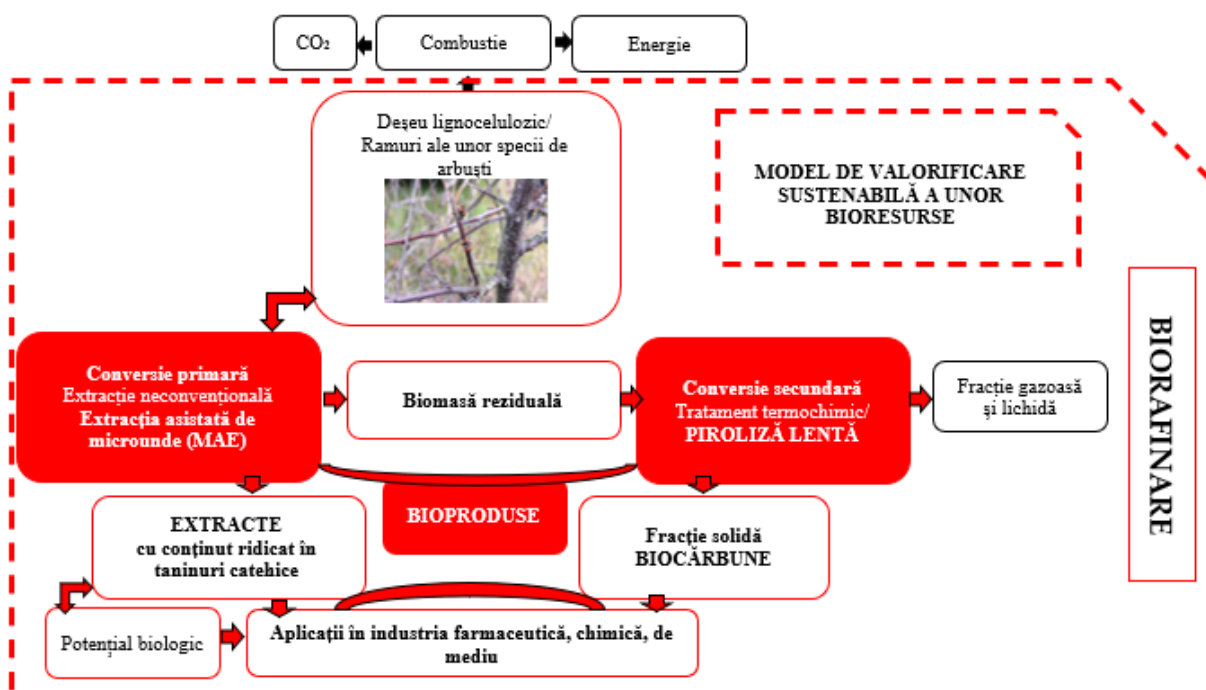 CO₂
Combustie
Energie
Deșeu lignocelulozic/
Ramuri ale unor specii de
arbuști
MODEL DE VALORIFICARE
SUSTENABILĂ A UNOR
BIORESURSE
BIORAFINARE
Conversie primară
Extracție neconvențională
Extracția asistată de
microunde (MAE)
Biomasă reziduală
Conversie secundară
Tratament termochimic/
PIROLIZĂ LENTĂ
Fracție gazoasă
și lichidă
BIOPRODUSE
EXTRACTE
cu conținut ridicat în
taninuri catehice
Fracție solidă
BIOCĂRBUNE
Potențial biologic
Aplicații în industria farmaceutică, chimică, de
mediu